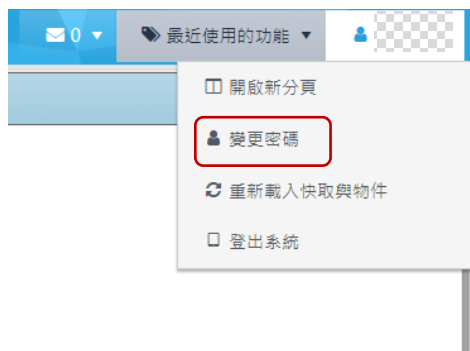 0 ▼ 最近使用的功能 ▼
開啟新分頁
變更密碼
重新載入快取與物件
登出系統